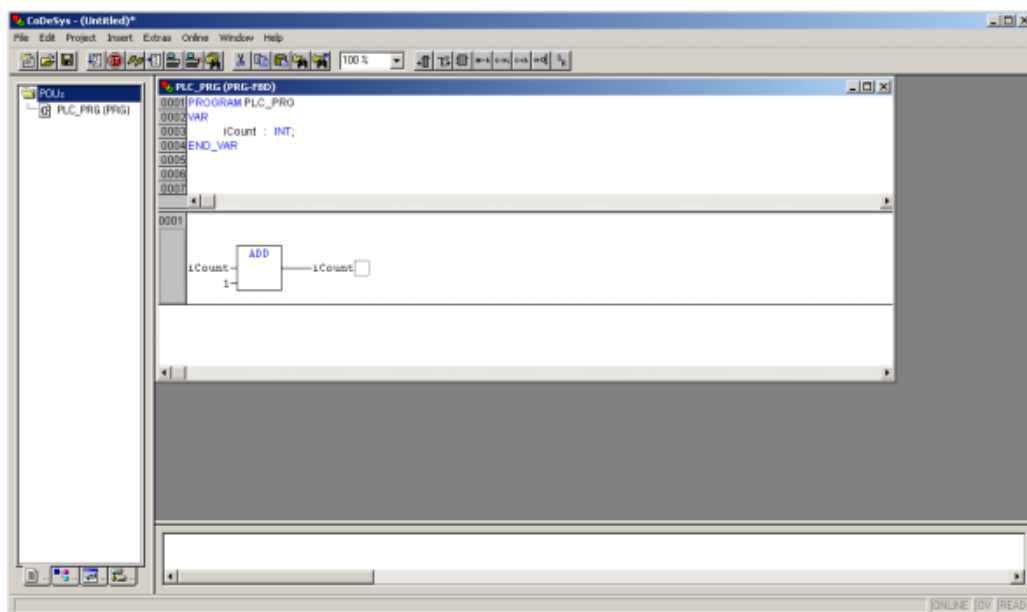 CoDeSys - (Untitled)*
File Edit Project Insert Extras Online Window Help
100 %
POUs
PLC_PRG (PRG)
PLC_PRG (PRG-FBD)
0001 PROGRAM PLC_PRG
0002 VAR
0003 iCount : INT;
0004 END_VAR
0005
0006
0007
0001
ADD
iCount iCount
1
ONLINE OV READ